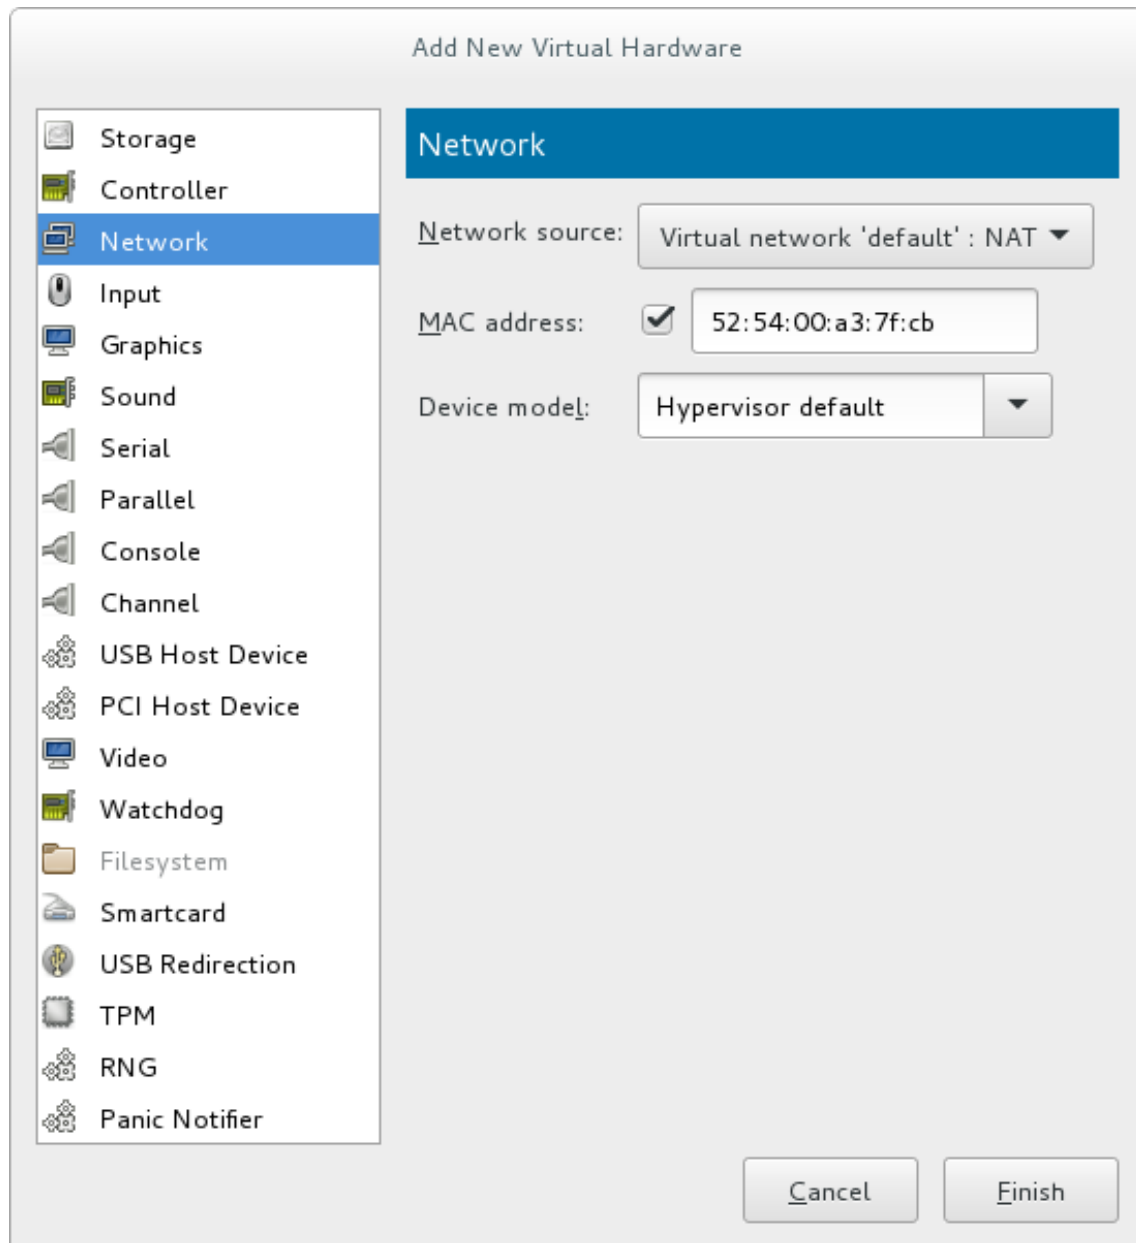 Add New Virtual Hardware
Storage
Controller
Network
Input
Graphics
Sound
Serial
Parallel
Console
Channel
USB Host Device
PCI Host Device
Video
Watchdog
Filesystem
Smartcard
USB Redirection
TPM
RNG
Panic Notifier
Network
Network source: Virtual network 'default' : NAT
MAC address: 52:54:00:a3:7f:cb
Device model: Hypervisor default
Cancel Finish